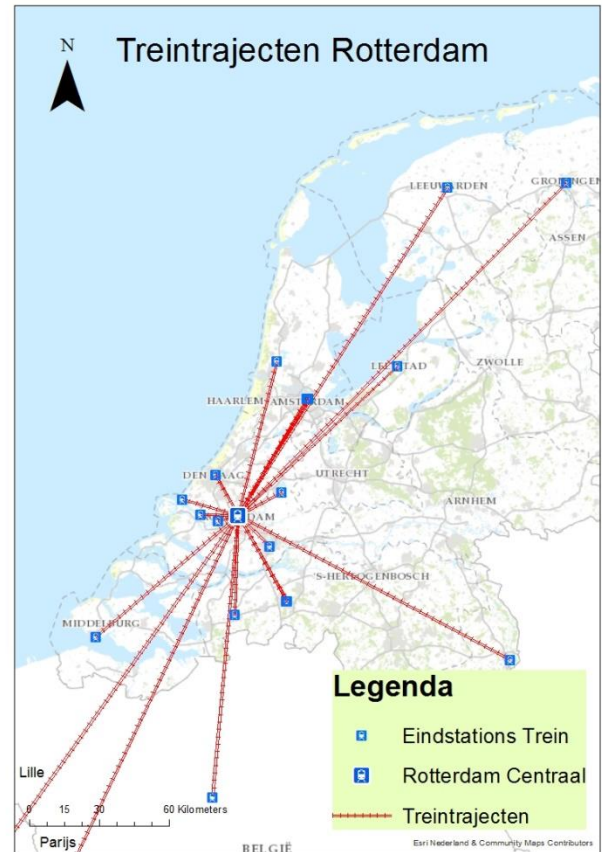 Treintrajecten Rotterdam
N
LEEUWARDEN
GRONINGEN
ASSEN
LELYSTAD
ZWOLLE
HAARLEM
AMSTERDAM
DEN HAAG
UTRECHT
ARNHEM
'S-HERTOGENBOSCH
MIDDELBURG
Legenda
Eindstations Trein
Rotterdam Centraal
Treintrajecten
Lille
0 15 30 60 Kilometers
Parijs
BELGIË
Esri Nederland & Community Maps Contributors